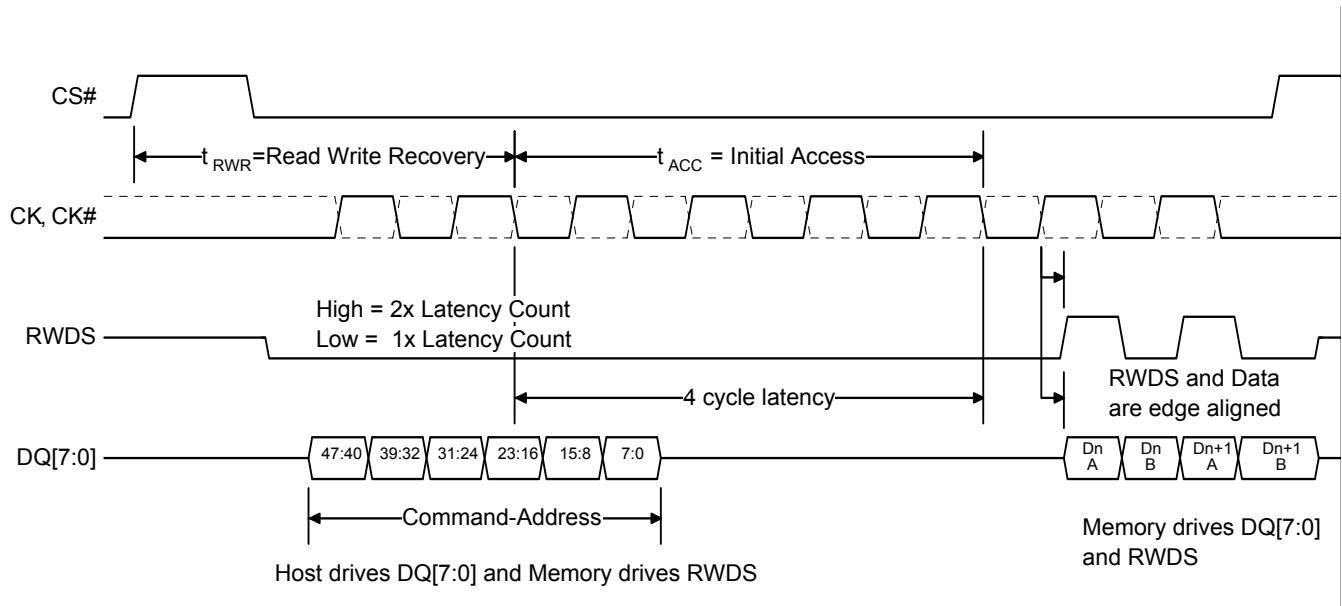 CS#
t RWR =Read Write Recovery
t ACC = Initial Access
CK, CK#
High = 2x Latency Count
Low = 1x Latency Count
RWDS
4 cycle latency
RWDS and Data
are edge aligned
DQ[7:0]
47:40 39:32 31:24 23:16 15:8 7:0
Dn
A
Dn
B
Dn+1
A
Dn+1
B
Command-Address
Memory drives DQ[7:0]
and RWDS
Host drives DQ[7:0] and Memory drives RWDS